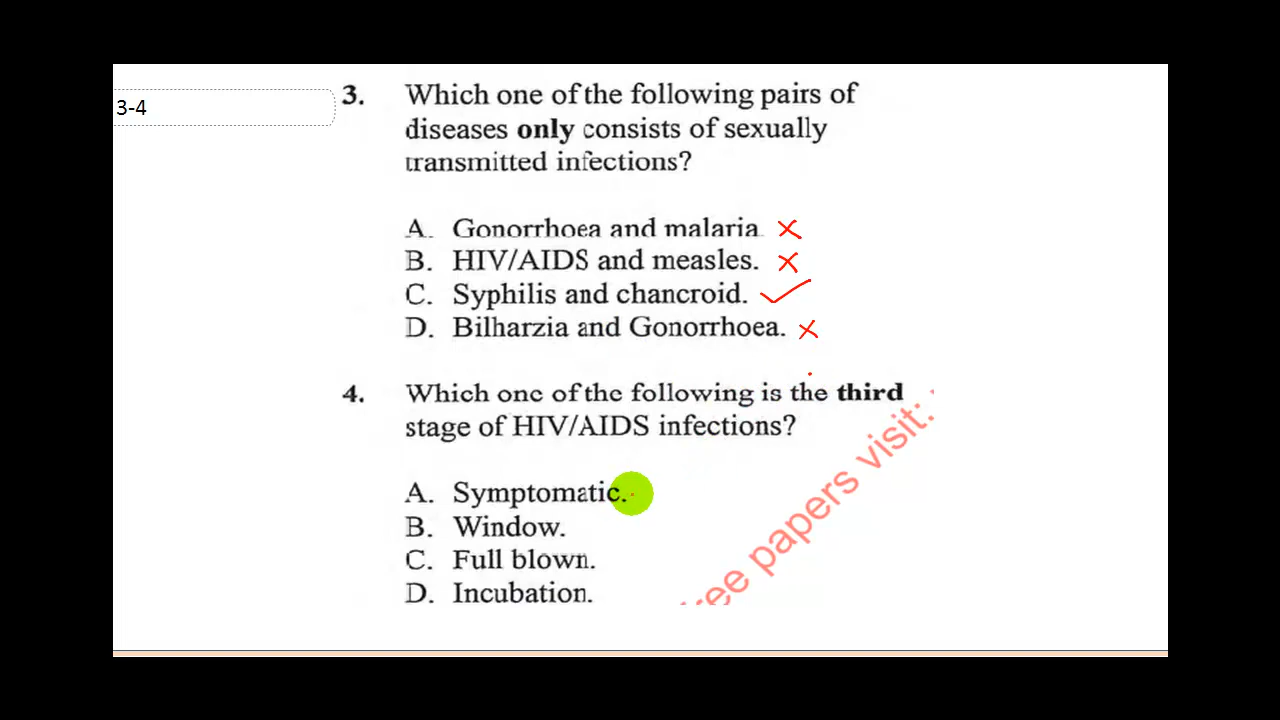 3-4
3. Which one of the following pairs of
diseases only consists of sexually
transmitted infections?
A. Gonorrhoea and malaria.
B. HIV/AIDS and measles.
C. Syphilis and chancroid.
D. Bilharzia and Gonorrhoea.
4. Which one of the following is the third
stage of HIV/AIDS infections?
A. Symptomatic.
B. Window.
C. Full blown.
D. Incubation.
papers visit: